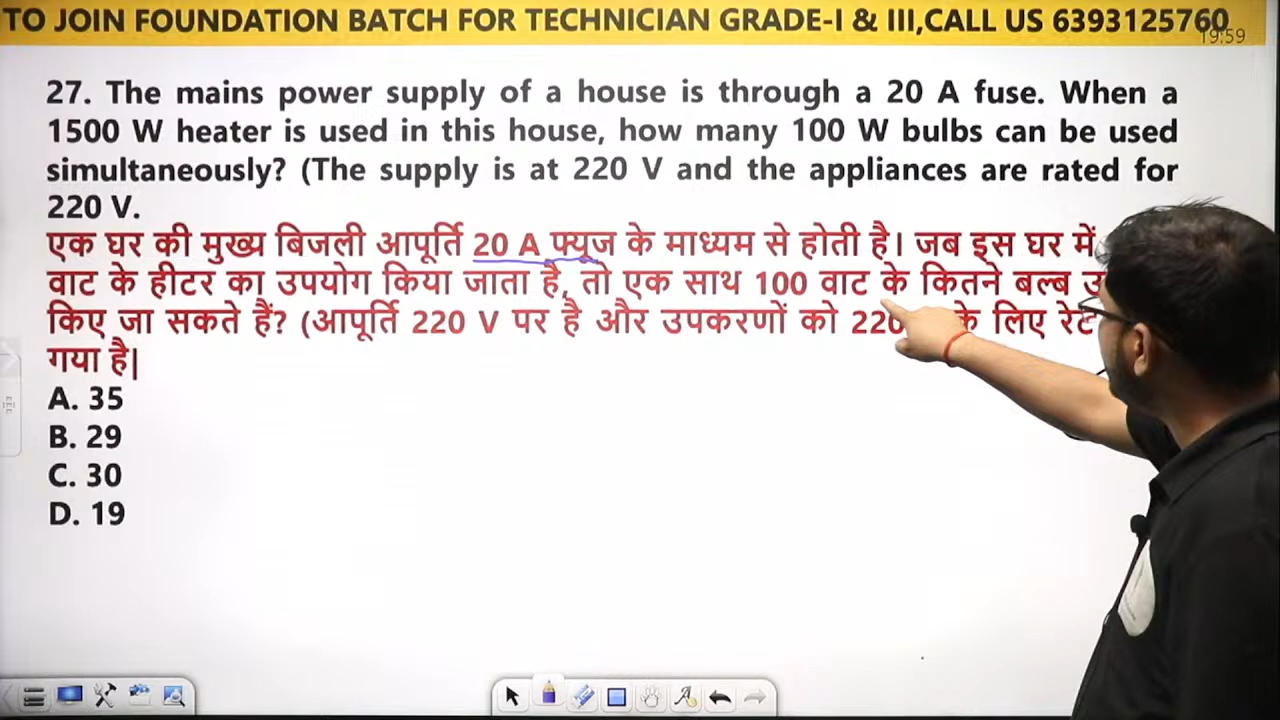 TO JOIN FOUNDATION BATCH FOR TECHNICIAN GRADE-I & III,CALL US 6393125760
19:59
27. The mains power supply of a house is through a 20 A fuse. When a
1500 W heater is used in this house, how many 100 W bulbs can be used
simultaneously? (The supply is at 220 V and the appliances are rated for
220 V.
एक घर की मुख्य बिजली आपूर्ति 20 A फ्यूज के माध्यम से होती है। जब इस घर में
वाट के हीटर का उपयोग किया जाता है, तो एक साथ 100 वाट के कितने बल्ब
किए जा सकते हैं? (आपूर्ति 220 V पर है और उपकरणों को 220 के लिए रेट
गया है|
A. 35
B. 29
C. 30
D. 19